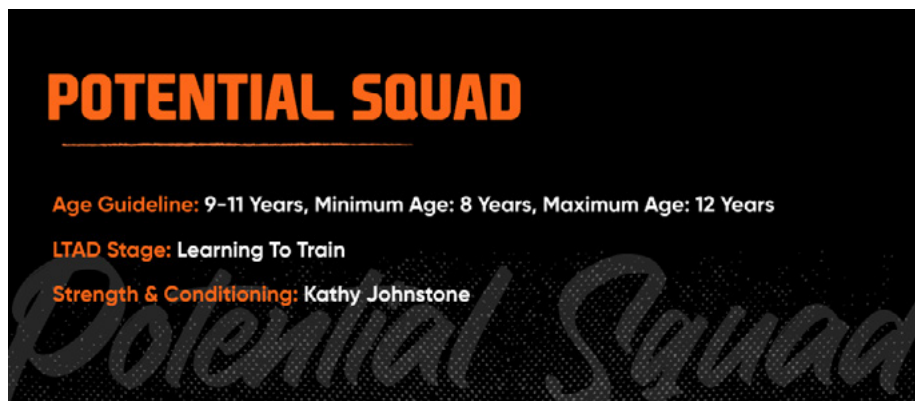 POTENTIAL SQUAD
Age Guideline: 9-11 Years, Minimum Age: 8 Years, Maximum Age: 12 Years
LTAD Stage: Learning To Train
Strength & Conditioning: Kathy Johnstone
Potential Squad